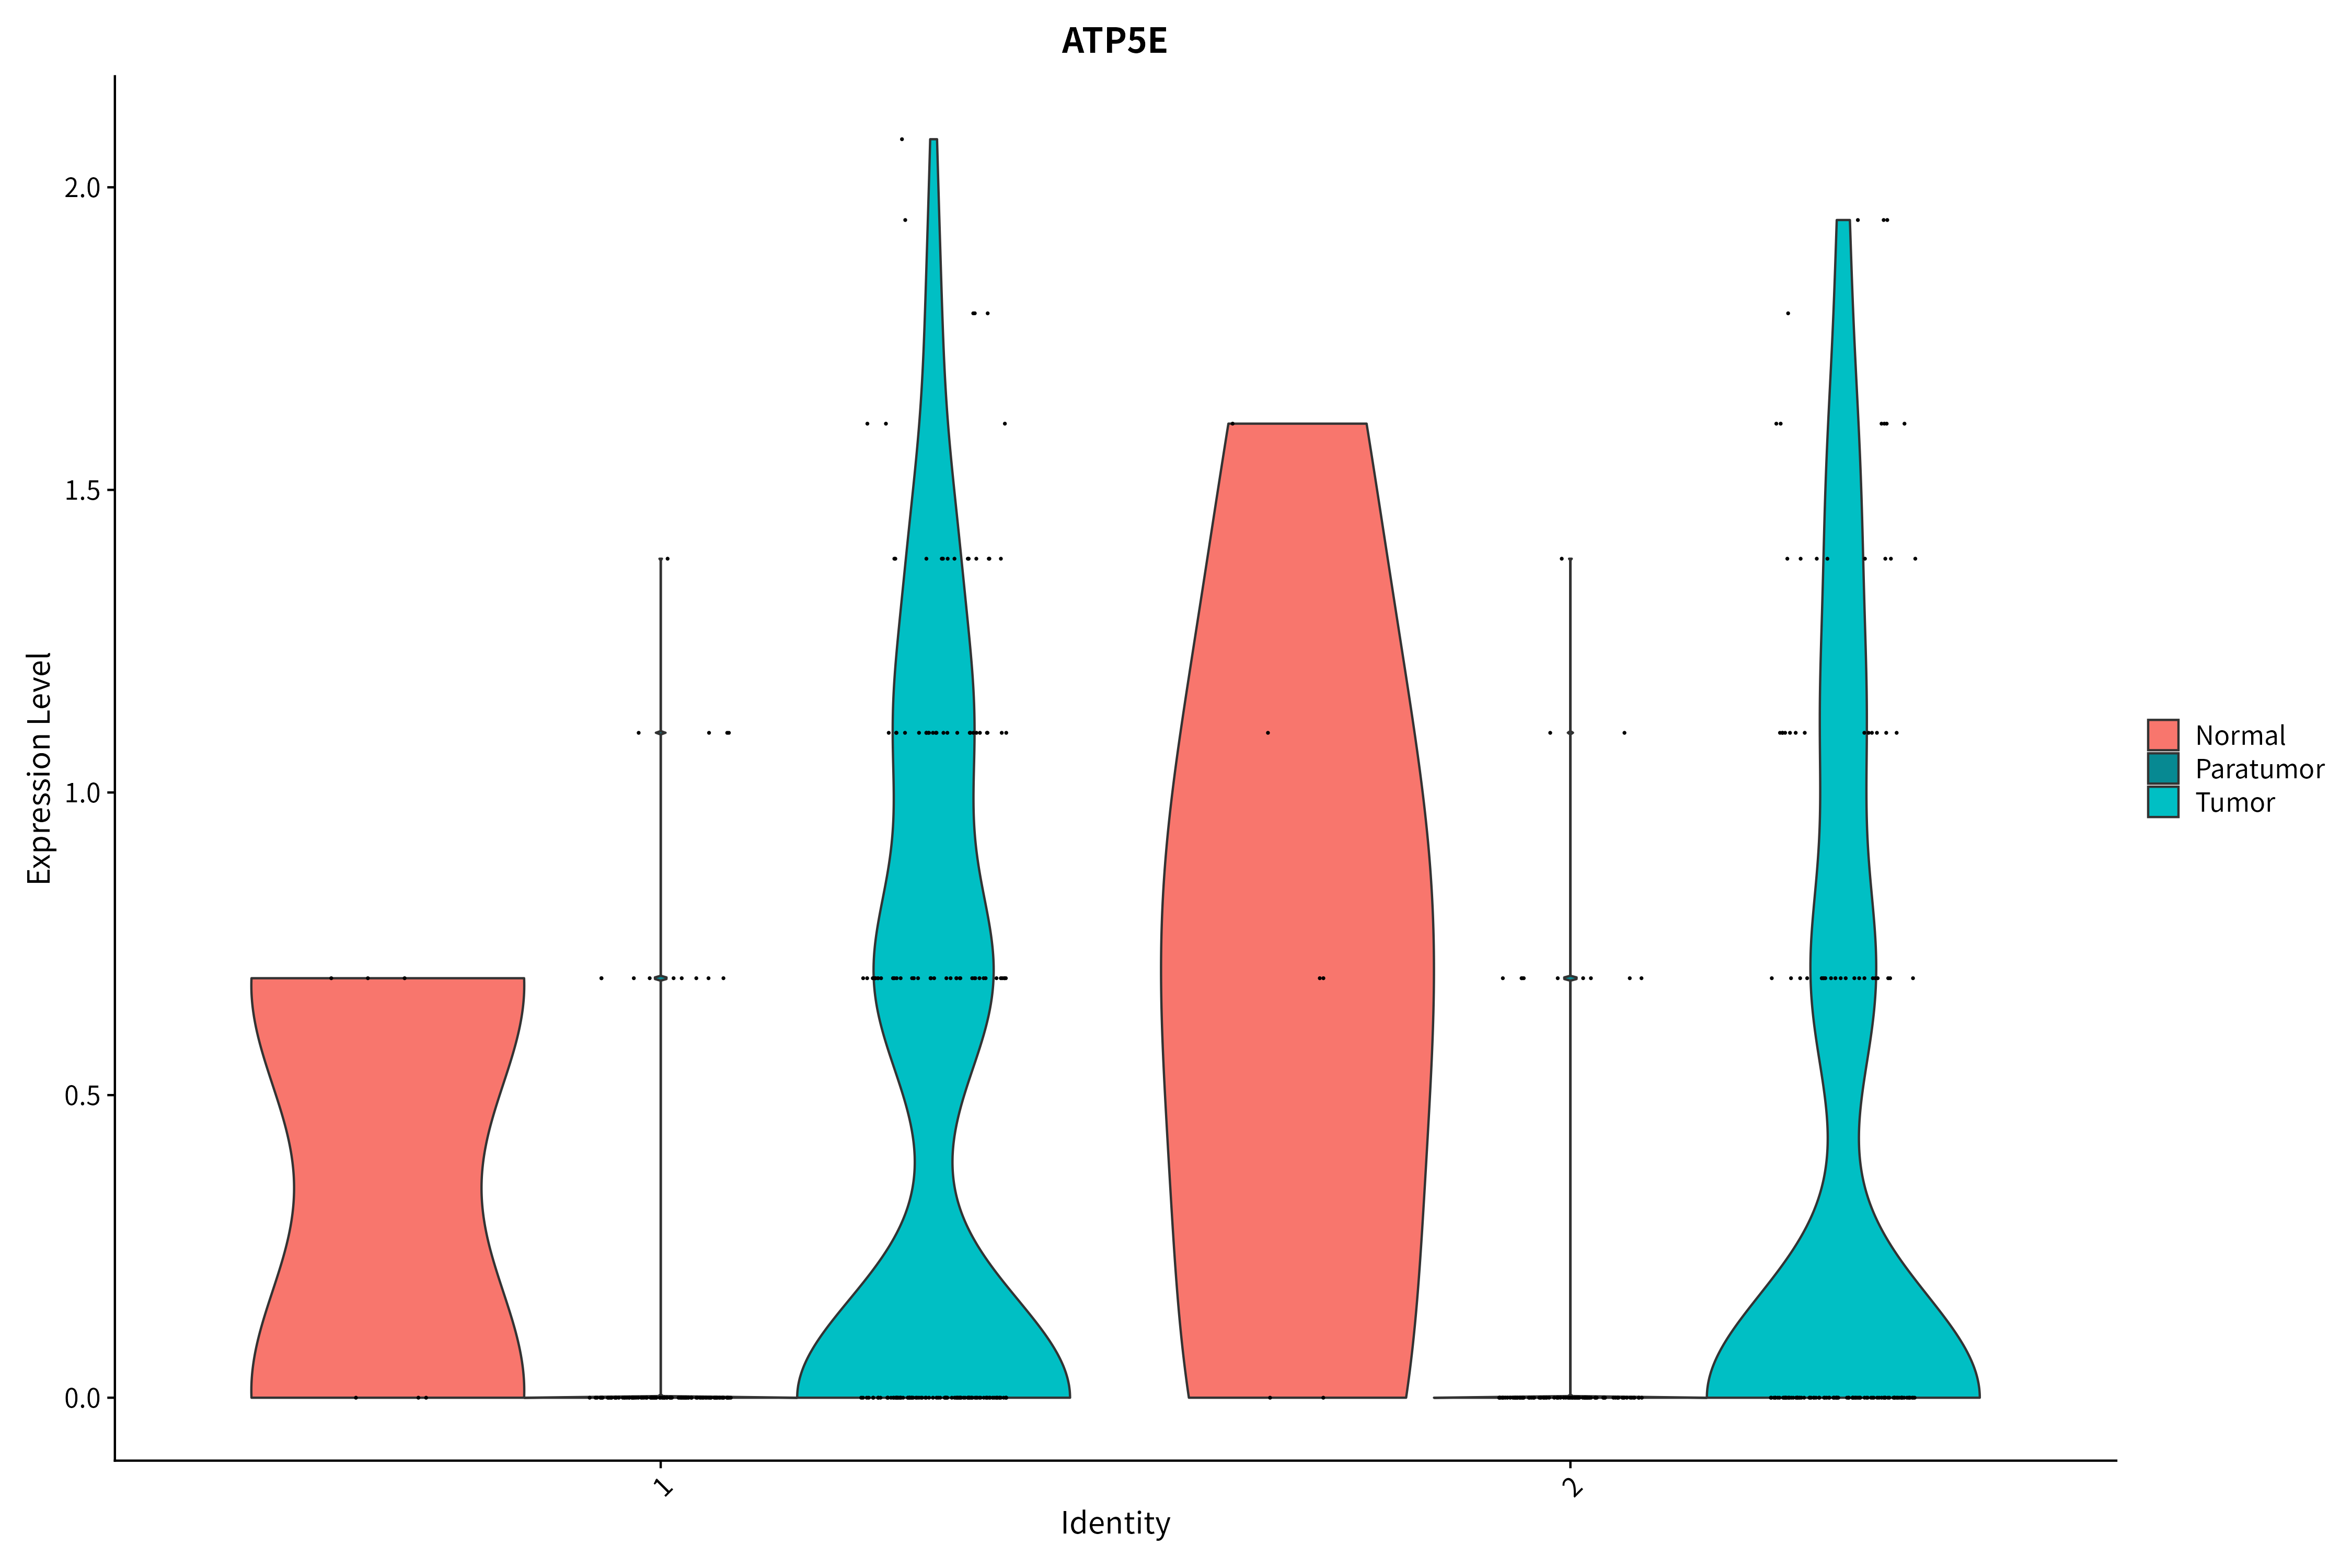 ATP5E
2.0
1.5
1.0
0.5
0.0
Expression Level
1
2
Identity
Normal
Paratumor
Tumor